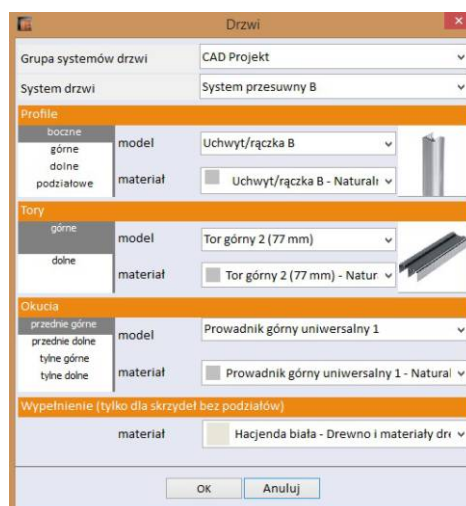 Drzwi
Grupa systemów drzwi CAD Projekt
System drzwi System przesuwny B
Profile
boczne
górne
dolne
podziałowe
model Uchwyt/rączka B
materiał Uchwyt/rączka B - Naturaln
Tory
górne
dolne
model Tor górny 2 (77 mm)
materiał Tor górny 2 (77 mm) - Natur
Okucia
przednie górne
przednie dolne
tylne górne
tylne dolne
model Prowadnik górny uniwersalny 1
materiał Prowadnik górny uniwersalny 1 - Natural
Wypełnienie (tylko dla skrzydeł bez podziałów)
materiał Hacjenda biała - Drewno i materiały dre
OK Anuluj